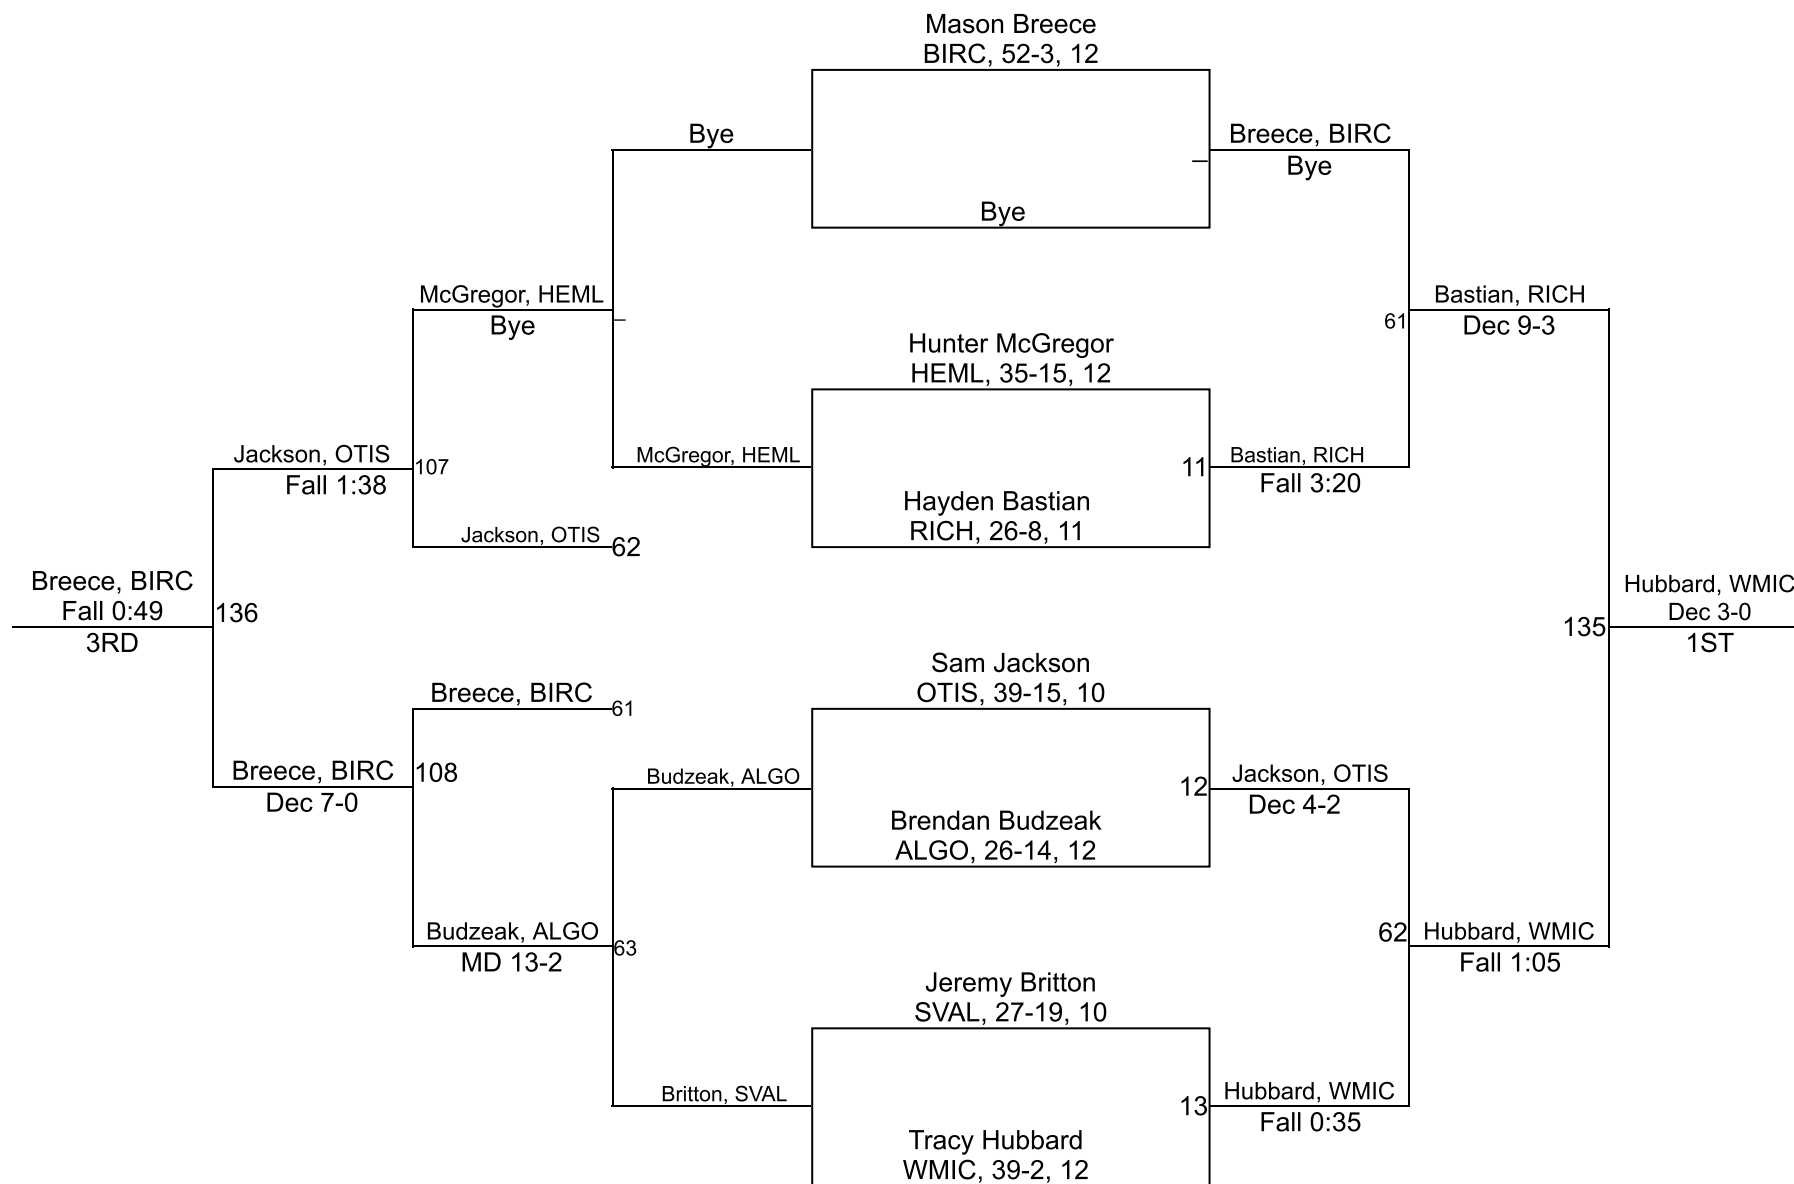 Mason Breece
BIRC, 52-3, 12
Bye
Breece, BIRC
Bye
Bye
McGregor, HEML
Bye
Bastian, RICH
61
Dec 9-3
Hunter McGregor
HEML, 35-15, 12
Jackson, OTIS
107
Fall 1:38
McGregor, HEML
11
Bastian, RICH
Fall 3:20
Hayden Bastian
RICH, 26-8, 11
Jackson, OTIS
62
Breece, BIRC
Fall 0:49
136
3RD
Hubbard, WMIC
Dec 3-0
135
1ST
Sam Jackson
OTIS, 39-15, 10
Breece, BIRC
61
Breece, BIRC
108
Dec 7-0
Budzeak, ALGO
12
Jackson, OTIS
Dec 4-2
Brendan Budzeak
ALGO, 26-14, 12
Budzeak, ALGO
63
MD 13-2
62
Hubbard, WMIC
Fall 1:05
Jeremy Britton
SVAL, 27-19, 10
Britton, SVAL
13
Hubbard, WMIC
Fall 0:35
Tracy Hubbard
WMIC, 39-2, 12